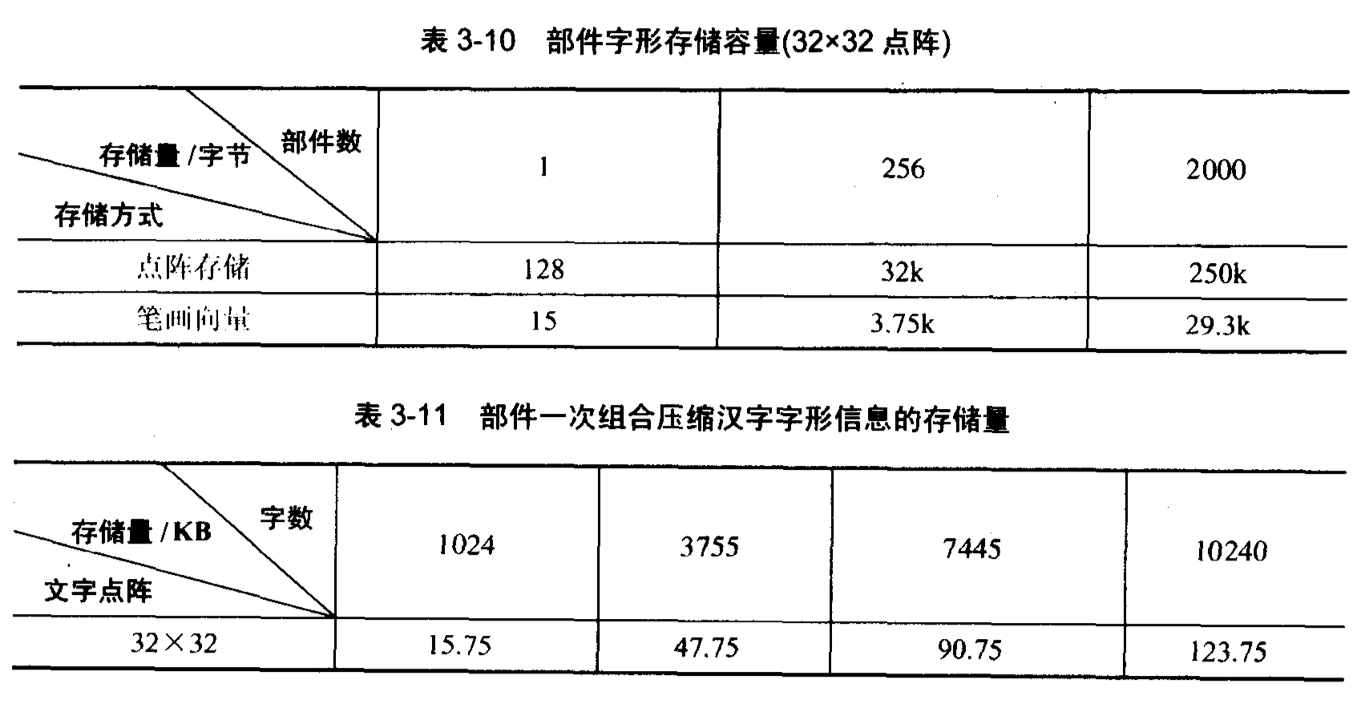 表 3-10 部件字形存储容量(32×32 点阵)
部件数
存储量 /字节
存储方式
1 256 2000
点阵存储 128 32k 250k
笔画向量 15 3.75k 29.3k
表 3-11 部件一次组合压缩汉字字形信息的存储量
字数
存储量 /KB
文字点阵
1024 3755 7445 10240
32×32 15.75 47.75 90.75 123.75